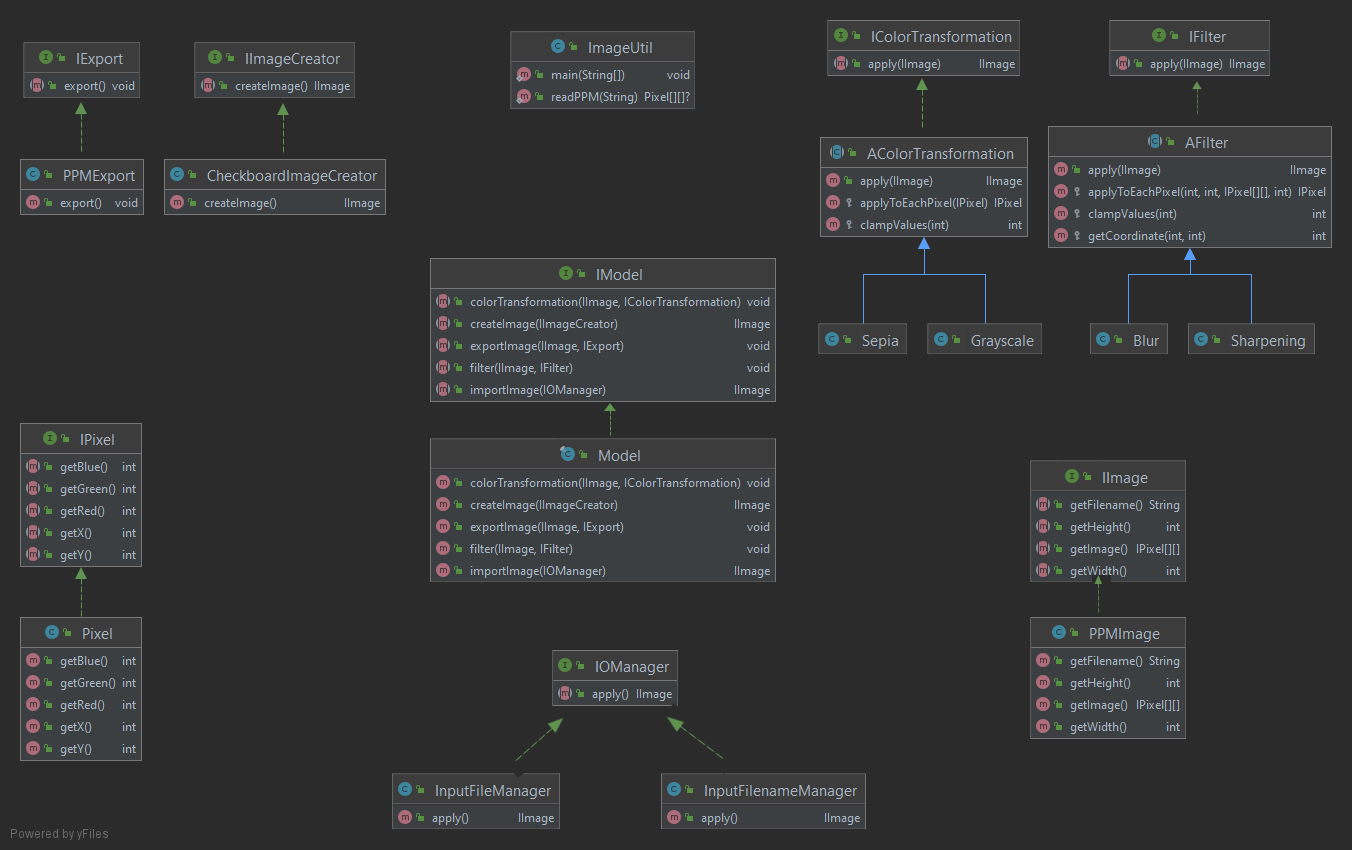 IExport
export() void
PPMExport
export() void
IImageCreator
createImage() IImage
CheckboardImageCreator
createImage() IImage
ImageUtil
main(String[]) void
readPPM(String) Pixel[][]?
IColorTransformation
apply(IImage) IImage
AColorTransformation
apply(IImage) IImage
applyToEachPixel(IPixel) IPixel
clampValues(int) int
Sepia
Grayscale
IFilter
apply(IImage) IImage
AFilter
apply(IImage) IImage
applyToEachPixel(int, int, IPixel[][], int) IPixel
clampValues(int) int
getCoordinate(int, int) int
Blur
Sharpening
IModel
colorTransformation(IImage, IColorTransformation) void
createImage(IImageCreator) IImage
exportImage(IImage, IExport) void
filter(IImage, IFilter) void
importImage(IOManager) IImage
Model
colorTransformation(IImage, IColorTransformation) void
createImage(IImageCreator) IImage
exportImage(IImage, IExport) void
filter(IImage, IFilter) void
importImage(IOManager) IImage
IPixel
getBlue() int
getGreen() int
getRed() int
getX() int
getY() int
Pixel
getBlue() int
getGreen() int
getRed() int
getX() int
getY() int
IImage
getFilename() String
getHeight() int
getImage() IPixel[][]
getWidth() int
PPMImage
getFilename() String
getHeight() int
getImage() IPixel[][]
getWidth() int
IOManager
apply() IImage
InputFileManager
apply() IImage
InputFilenameManager
apply() IImage
Powered by yFiles